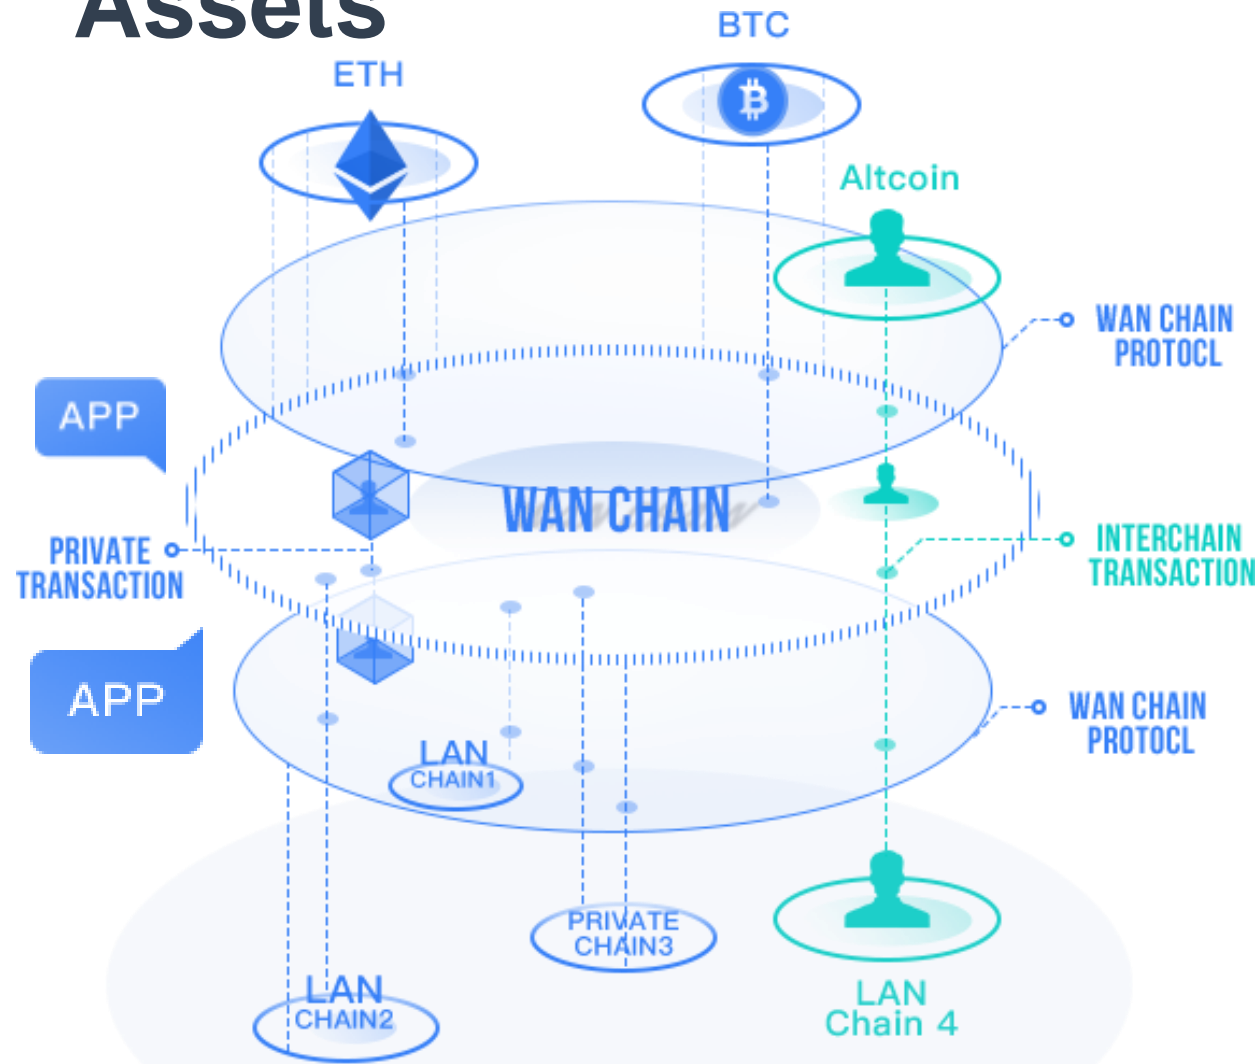 Assets
BTC
ETH
Altcoin
WAN CHAIN
PROTOCL
APP
WAN CHAIN
PRIVATE
TRANSACTION
INTERCHAIN
TRANSACTION
APP
WAN CHAIN
PROTOCL
LAN
CHAIN1
PRIVATE
CHAIN3
LAN
CHAIN2
LAN
Chain 4